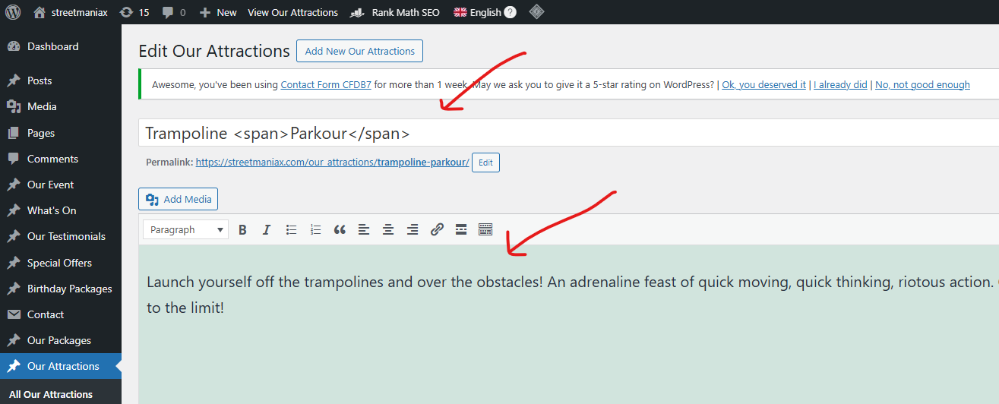 streetmaniax 15 0 New View Our Attractions Rank Math SEO English ?
Dashboard
Posts
Media
Pages
Comments
Our Event
What's On
Our Testimonials
Special Offers
Birthday Packages
Contact
Our Packages
Our Attractions
All Our Attractions
Edit Our Attractions Add New Our Attractions
Awesome, you've been using Contact Form CFDB7 for more than 1 week. May we ask you to give it a 5-star rating on WordPress? | Ok, you deserved it | I already did | No, not good enough
Trampoline <span>Parkour</span>
Permalink: https://streetmaniax.com/our_attractions/trampoline-parkour/ Edit
Add Media
Paragraph B I
Launch yourself off the trampolines and over the obstacles! An adrenaline feast of quick moving, quick thinking, riotous action.
to the limit!